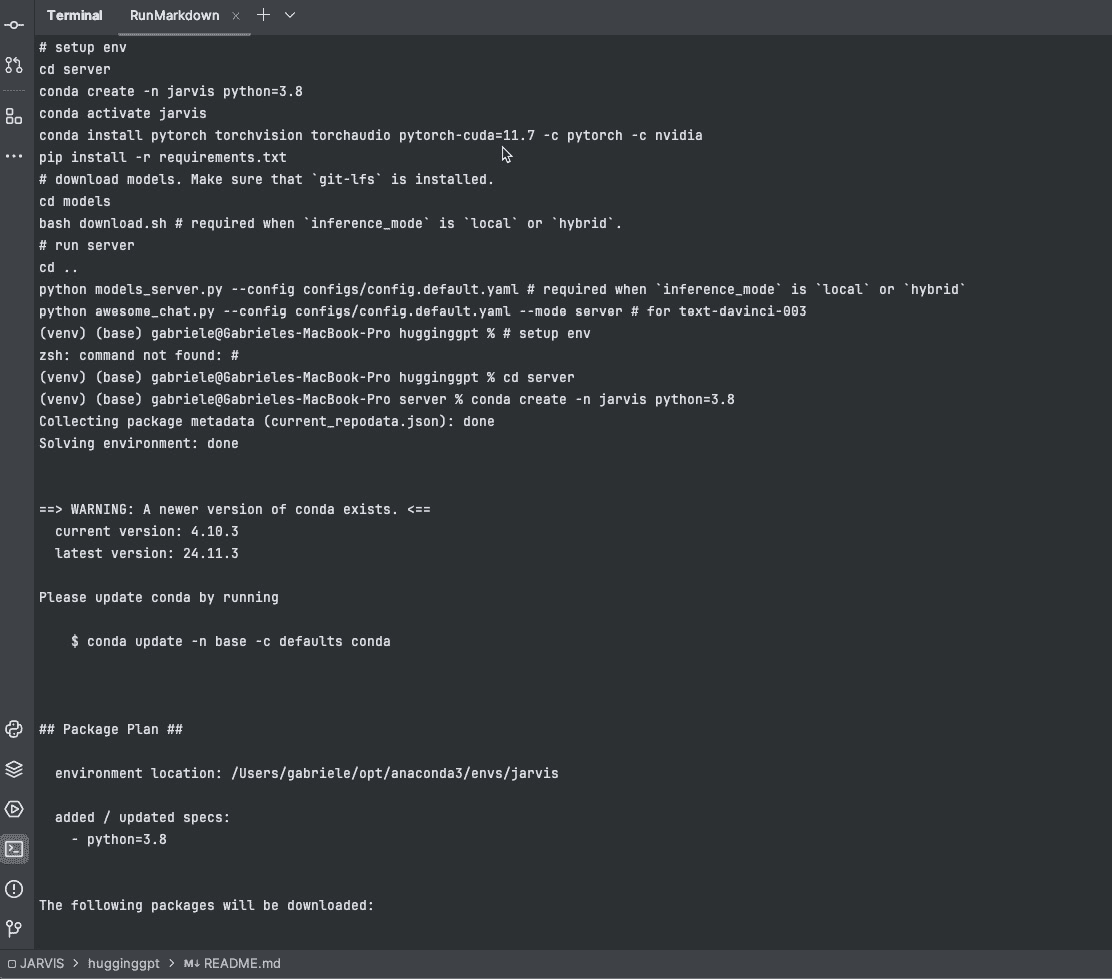 Terminal
RunMarkdown
# setup env
cd server
conda create -n jarvis python=3.8
conda activate jarvis
conda install pytorch torchvision torchaudio pytorch-cuda=11.7 -c pytorch -c nvidia
pip install -r requirements.txt
# download models. Make sure that `git-lfs` is installed.
cd models
bash download.sh # required when `inference_mode` is `local` or `hybrid`.
# run server
cd ..
python models_server.py --config configs/config.default.yaml # required when `inference_mode` is `local` or `hybrid`
python awesome_chat.py --config configs/config.default.yaml --mode server # for text-davinci-003
(venv) (base) gabriele@Gabrieles-MacBook-Pro hugginggpt % # setup env
zsh: command not found: #
(venv) (base) gabriele@Gabrieles-MacBook-Pro hugginggpt % cd server
(venv) (base) gabriele@Gabrieles-MacBook-Pro server % conda create -n jarvis python=3.8
Collecting package metadata (current_repodata.json): done
Solving environment: done
==> WARNING: A newer version of conda exists. <==
current version: 4.10.3
latest version: 24.11.3
Please update conda by running
$ conda update -n base -c defaults conda
## Package Plan ##
environment location: /Users/gabriele/opt/anaconda3/envs/jarvis
added / updated specs:
- python=3.8
The following packages will be downloaded:
JARVIS > hugginggpt > M↓ README.md